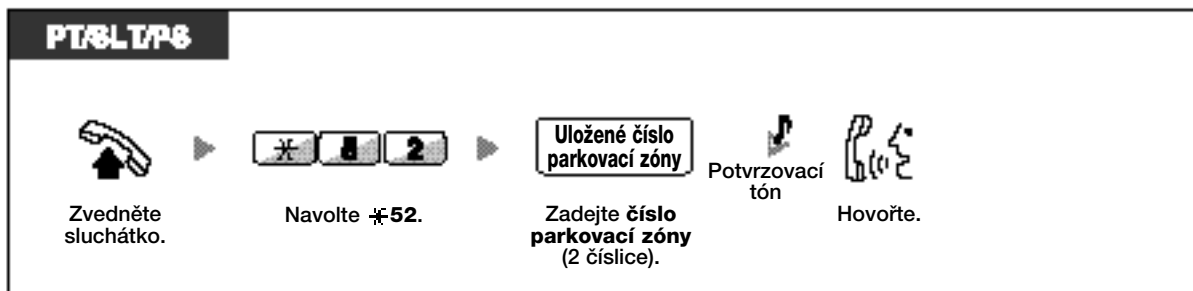 PT/SLT/PS
Uložené číslo
parkovací zóny
Potvrzovací
tón
Zvedněte
sluchátko.
Navolte ✳52.
Zadejte číslo
parkovací zóny
(2 číslice).
Hovořte.